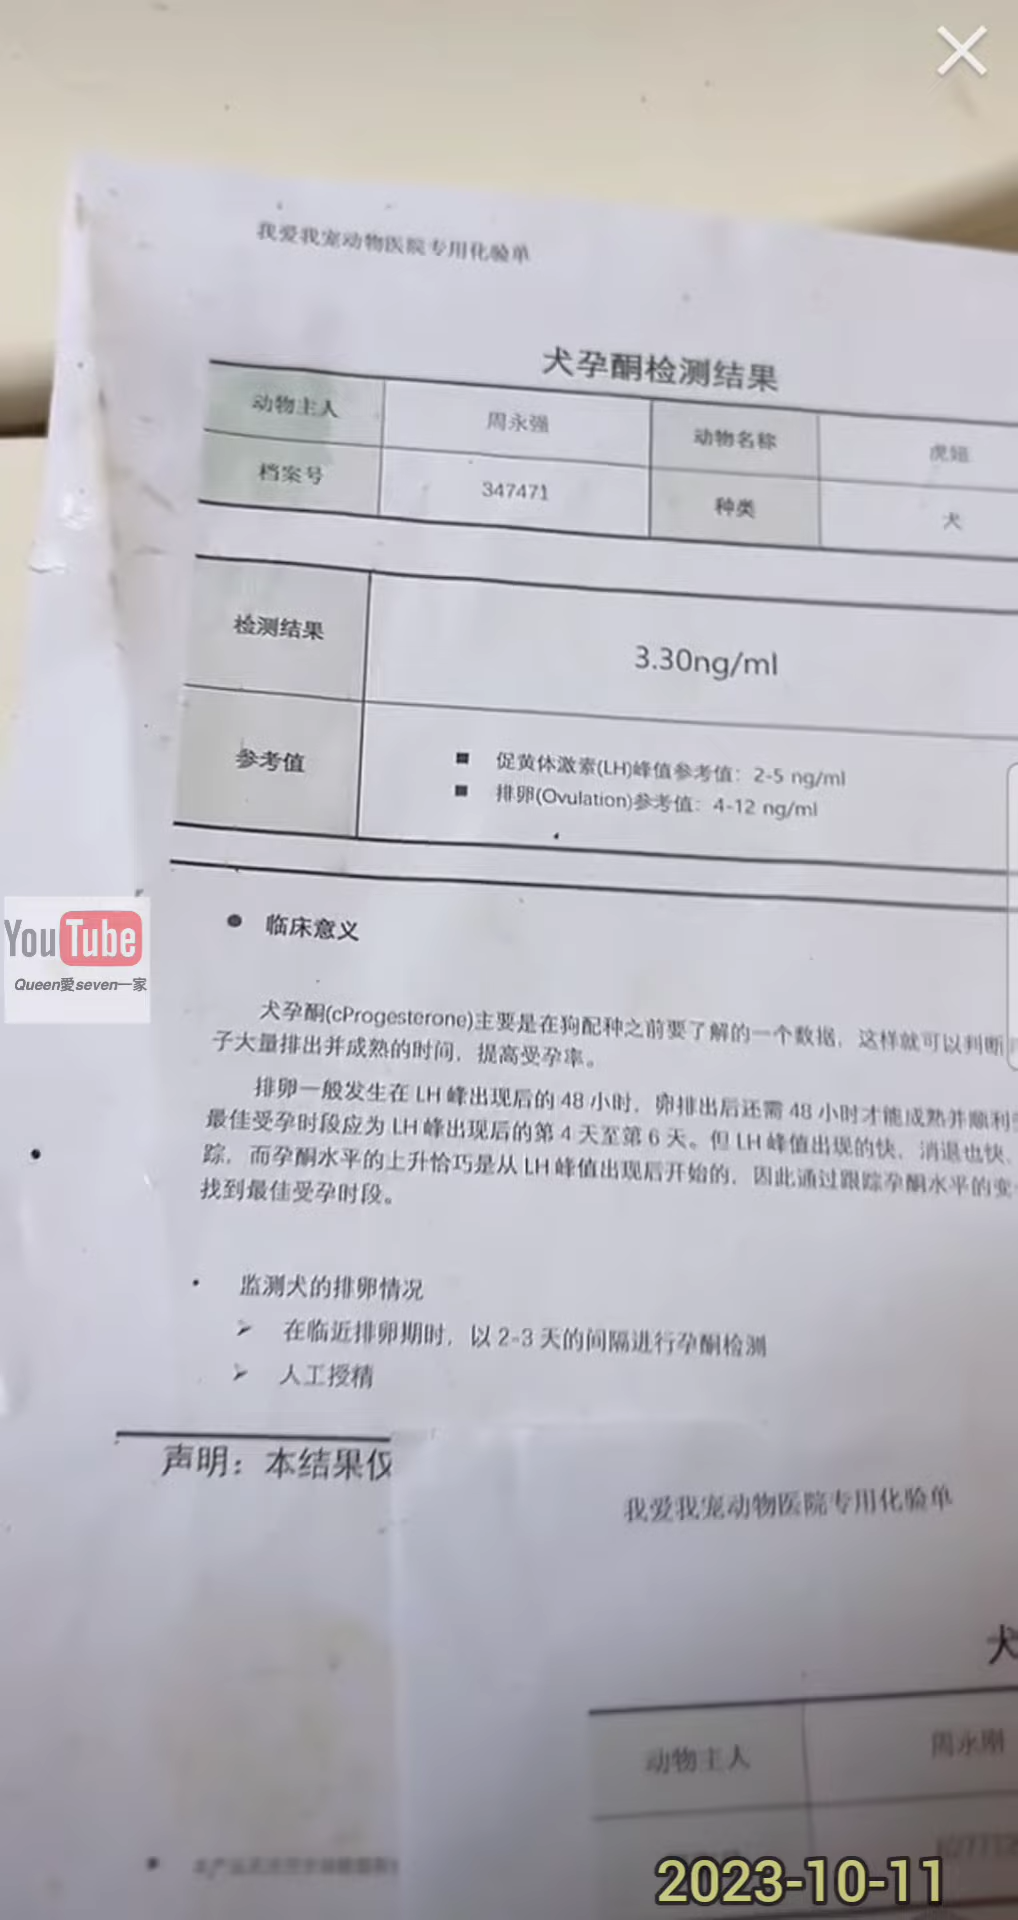 我爱我宠动物医院专用化验单
犬孕酮检测结果
动物主人 周永强 动物名称 虎妞
档案号 347471 种类 犬
检测结果 3.30ng/ml
参考值
■ 促黄体激素(LH)峰值参考值：2-5 ng/ml
■ 排卵(Ovulation)参考值：4-12 ng/ml
● 临床意义
YouTube
Queen愛seven一家
犬孕酮(cProgesterone)主要是在狗配种之前要了解的一个数据，这样就可以判断
子大量排出并成熟的时间，提高受孕率。
排卵一般发生在 LH 峰出现后的 48 小时，卵排出后还需 48 小时才能成熟并顺利
最佳受孕时段应为 LH 峰出现后的第 4 天至第 6 天。但 LH 峰值出现的快，消退也快，
踪，而孕酮水平的上升恰巧是从 LH 峰值出现后开始的，因此通过跟踪孕酮水平的变
找到最佳受孕时段。
• 监测犬的排卵情况
➢ 在临近排卵期时，以 2-3 天的间隔进行孕酮检测
➢ 人工授精
声明：本结果仅
我爱我宠动物医院专用化验单
犬
动物主人 周永刚
2023-10-11